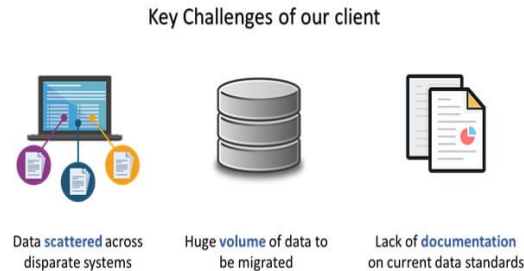 Key Challenges of our client
Data scattered across
disparate systems
Huge volume of data to
be migrated
Lack of documentation
on current data standards